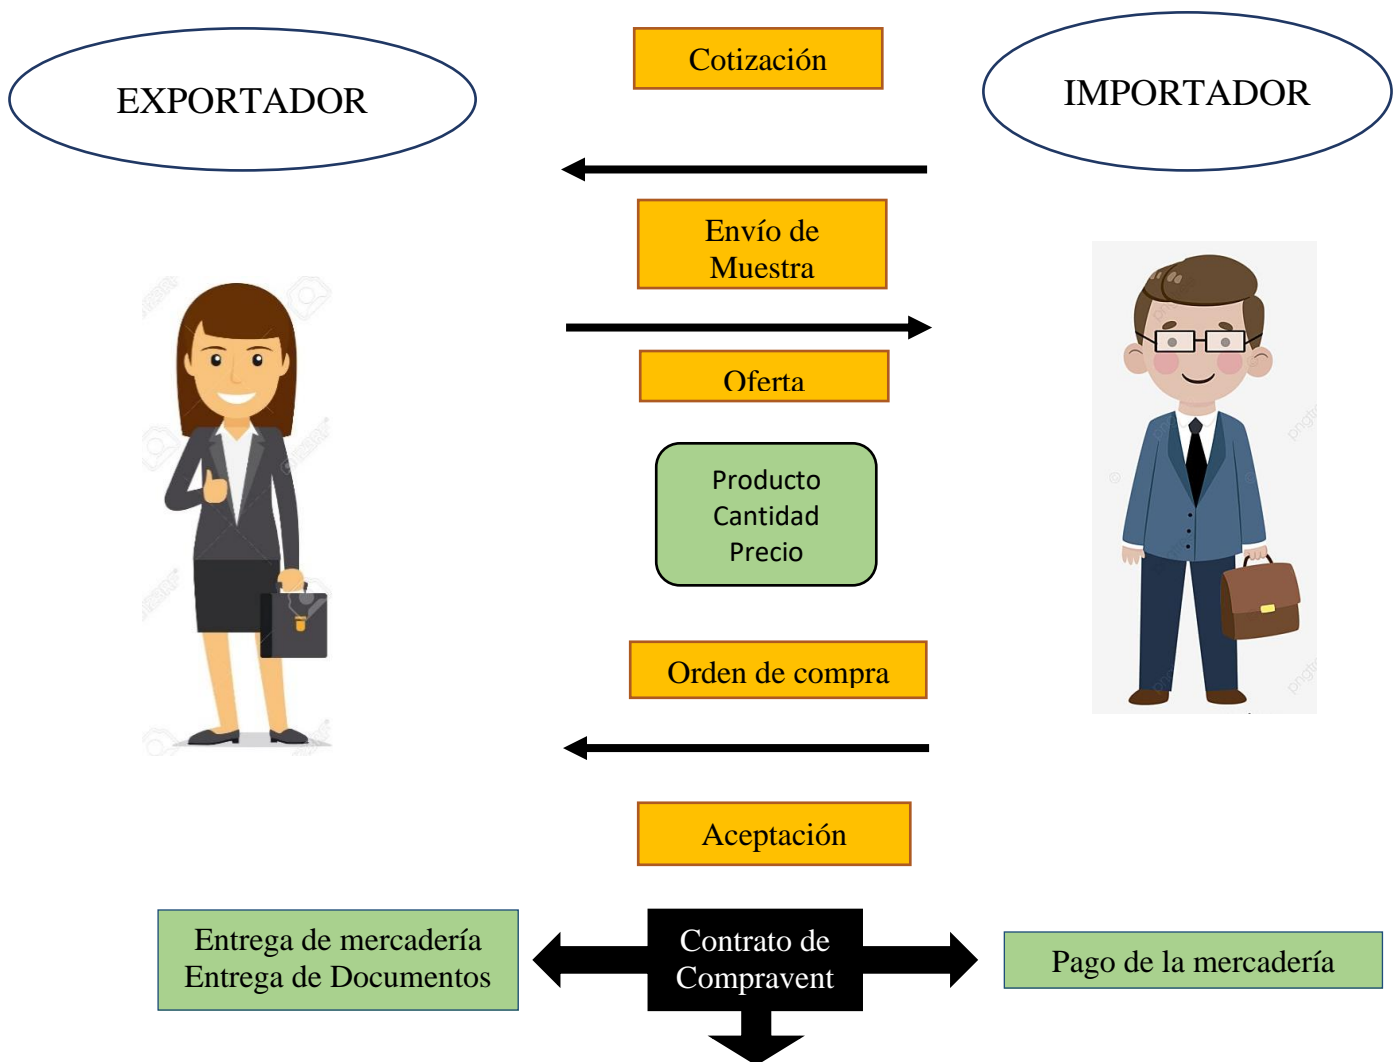 EXPORTADOR
Cotización
IMPORTADOR
Envío de
Muestra
Oferta
Producto
Cantidad
Precio
Orden de compra
Aceptación
Entrega de mercadería
Entrega de Documentos
Contrato de
Compravent
Pago de la mercadería